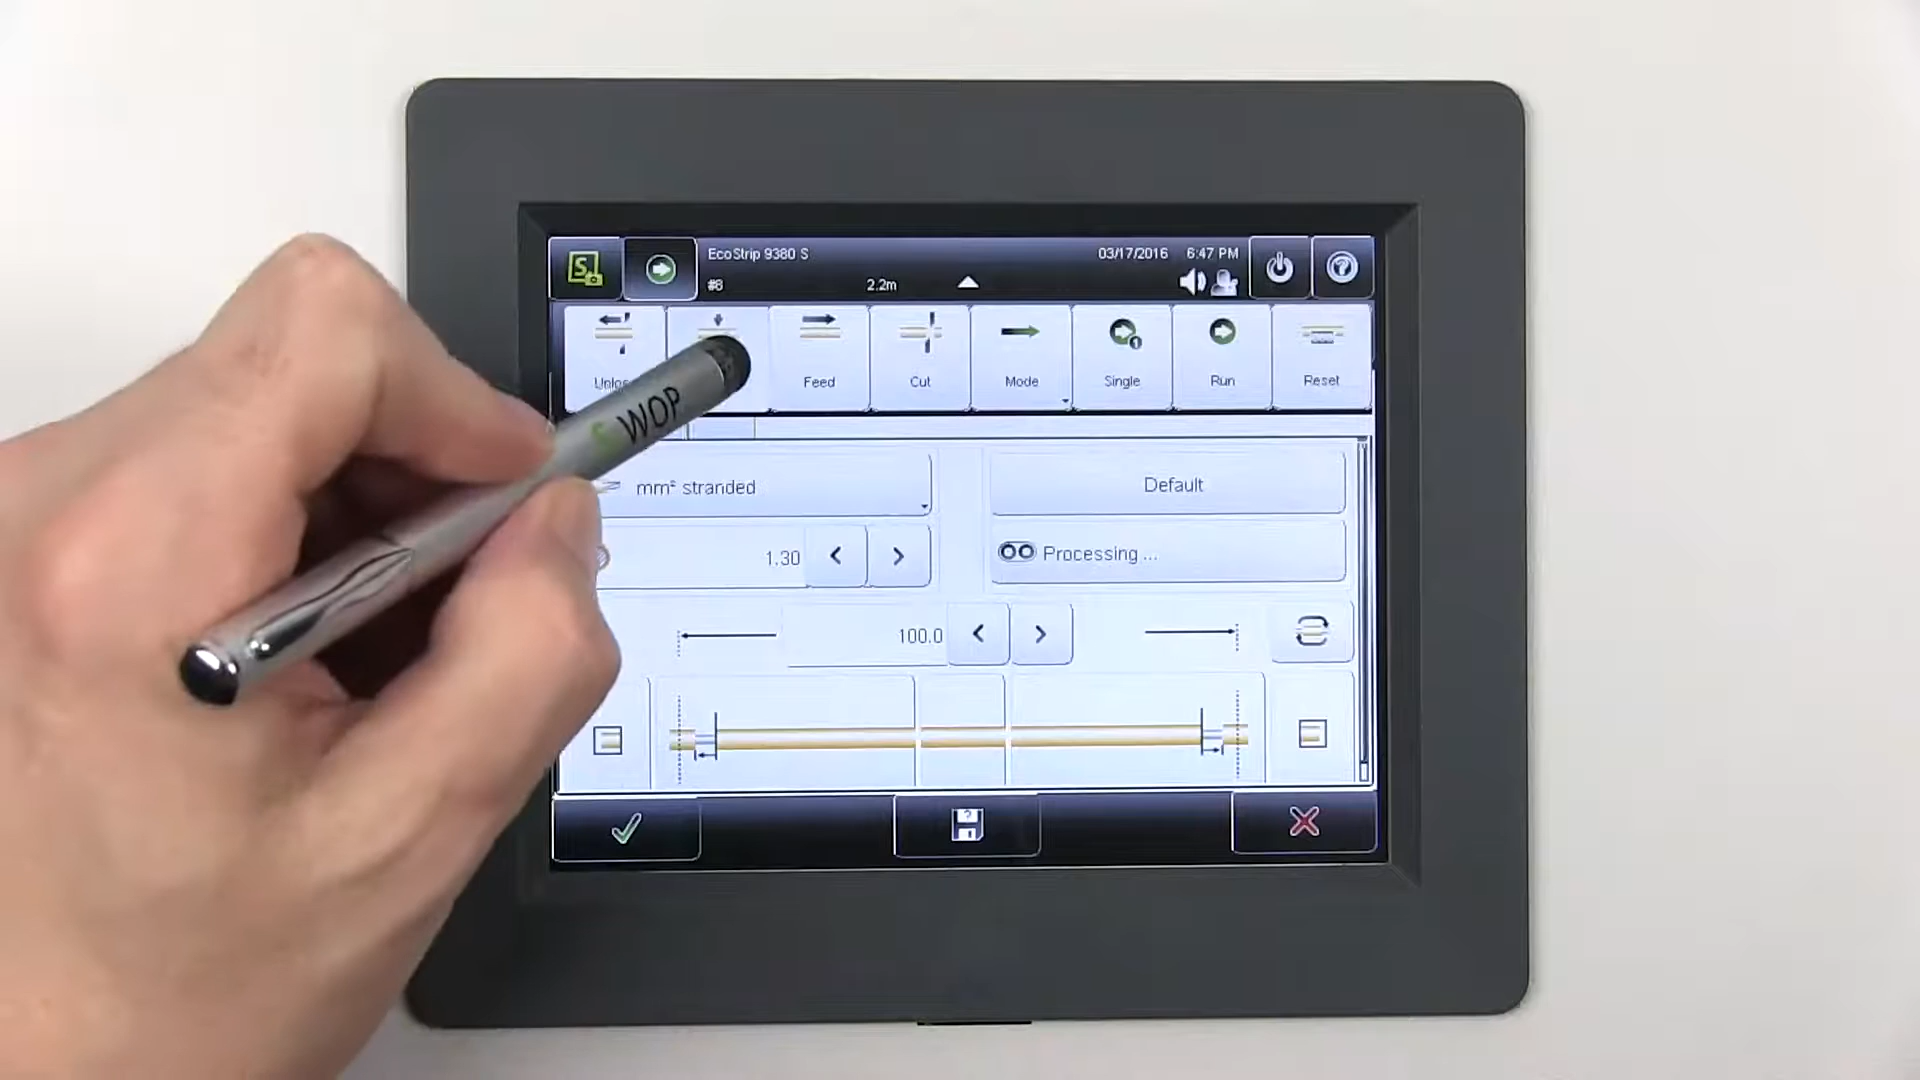 EcoStrip 9380 S
03/17/2016 6:47 PM
#8
2.2m
Feed
Cut
Mode
Single
Run
Reset
S WOP
mm² stranded
Default
1.30
Processing ...
100.0